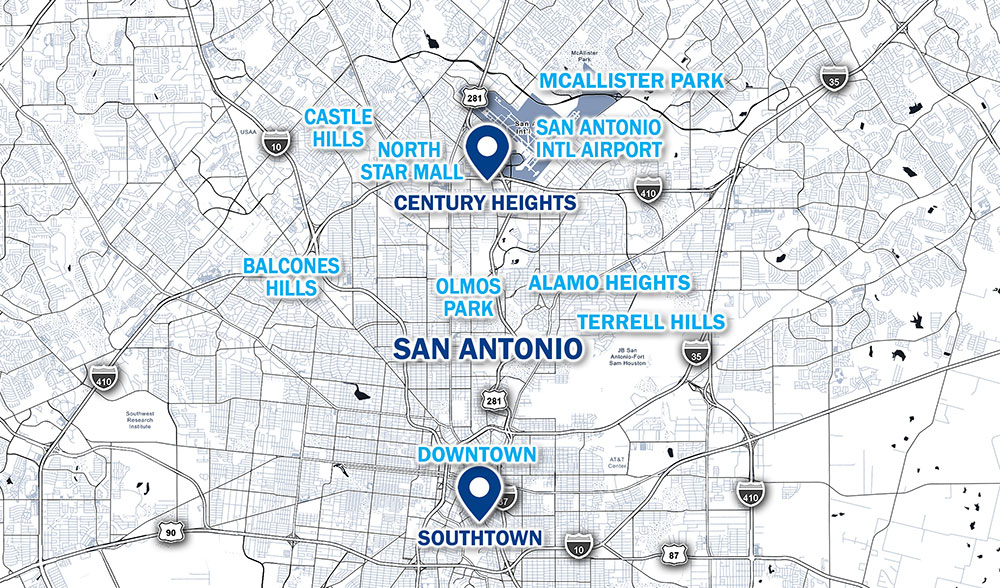 McAllister
Park
MCALLISTER PARK
35
281
CASTLE
HILLS
USAA
10
San
Int'l
SAN ANTONIO
INTL AIRPORT
NORTH
STAR MALL
410
CENTURY HEIGHTS
BALCONES
HILLS
OLMOS
PARK
ALAMO HEIGHTS
TERRELL HILLS
SAN ANTONIO
JB San
Antonio-Fort
Sam Houston
35
410
281
Southwest
Research
Institute
DOWNTOWN
AT&T
Center
37
410
SOUTHTOWN
90
10
87